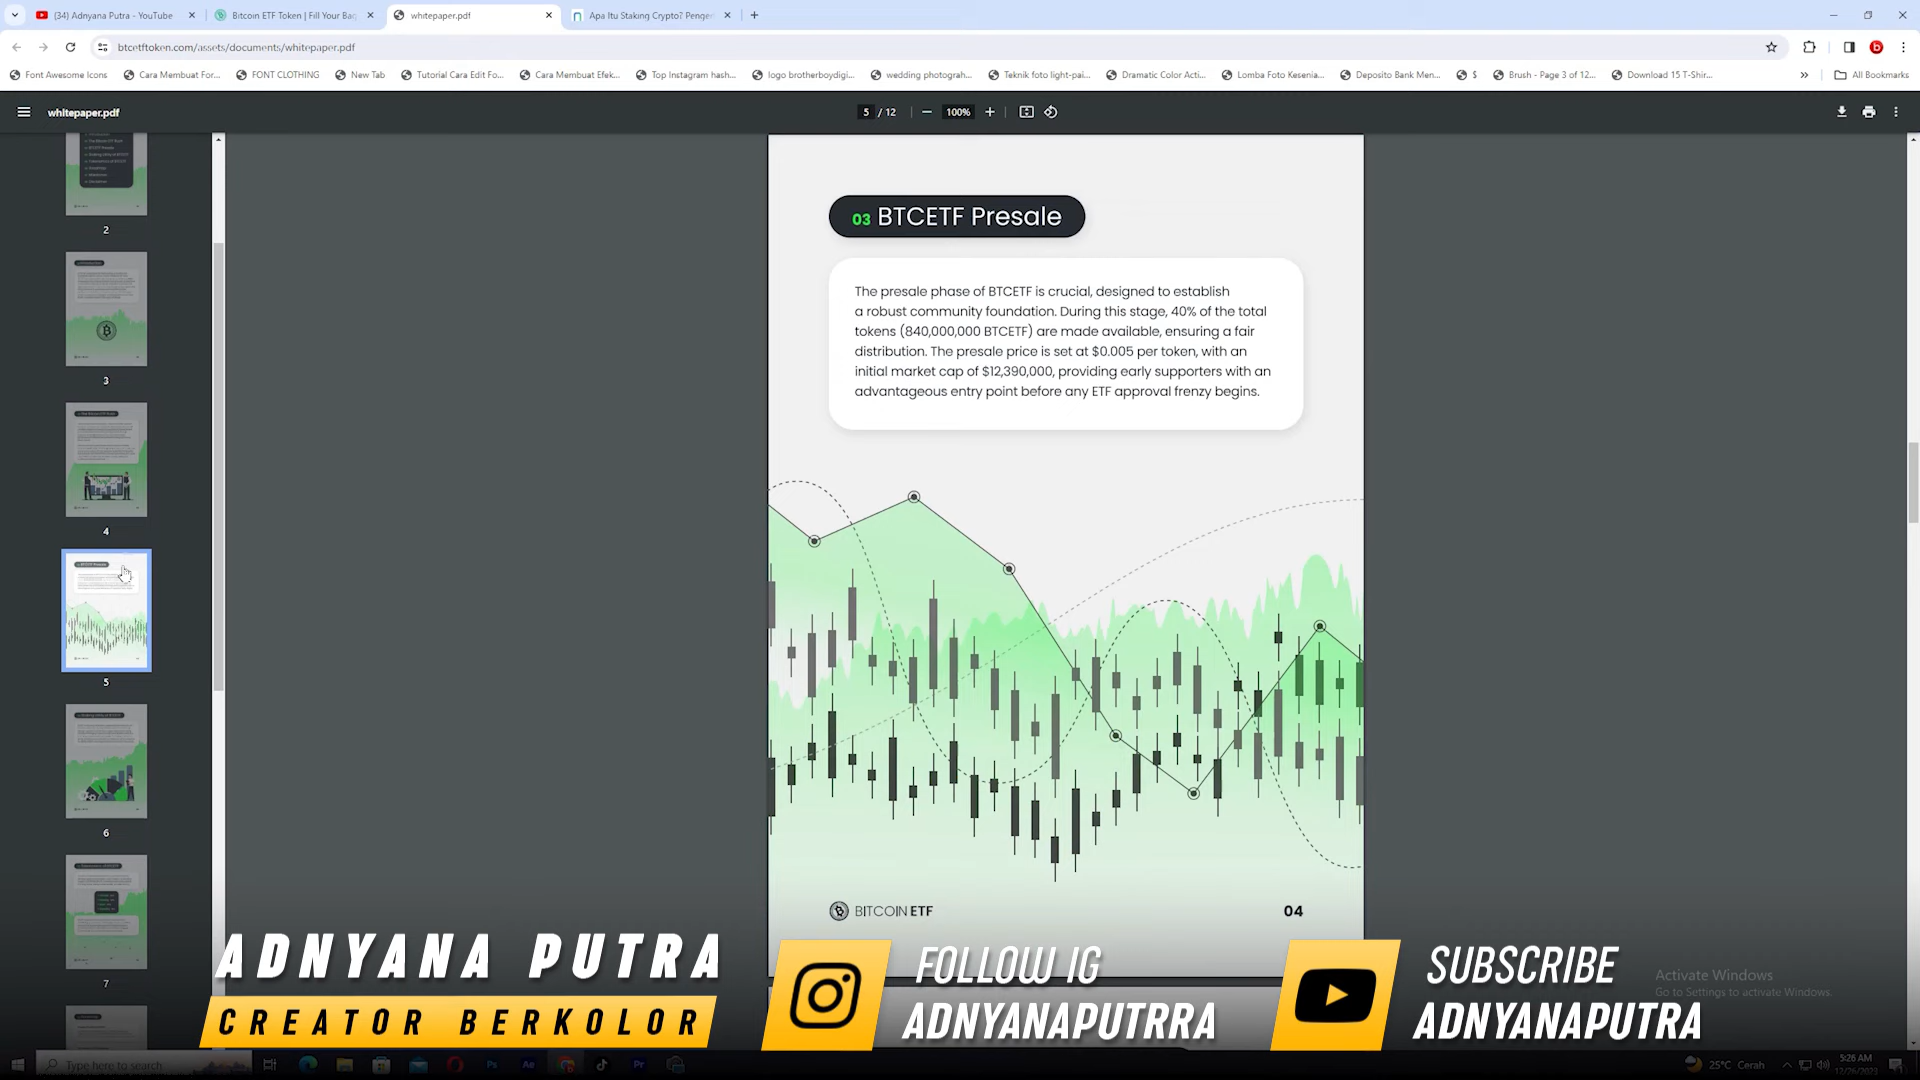 (34) Adnyana Putra - YouTube
Bitcoin ETF Token | Fill Your Bag
whitepaper.pdf
Apa Itu Staking Crypto? Penger
btcetftoken.com/assets/documents/whitepaper.pdf
Font Awesome Icons
Cara Membuat For...
FONT CLOTHING
New Tab
Tutorial Cara Edit Fo...
Cara Membuat Efek...
Top Instagram hash...
logo brotherboydigi...
wedding photograh...
Teknik foto light-pai...
Dramatic Color Acti...
Lomba Foto Kesenia...
Deposito Bank Men...
$
Brush - Page 3 of 12...
Download 15 T-Shir...
All Bookmarks
whitepaper.pdf
5 / 12
100%
2
3
4
5
6
7
03 BTCETF Presale
The presale phase of BTCETF is crucial, designed to establish
a robust community foundation. During this stage, 40% of the total
tokens (840,000,000 BTCETF) are made available, ensuring a fair
distribution. The presale price is set at $0.005 per token, with an
initial market cap of $12,390,000, providing early supporters with an
advantageous entry point before any ETF approval frenzy begins.
BITCOIN ETF
04
ADNYANA PUTRA
CREATOR BERKOLOR
FOLLOW IG
ADNYANAPUTRRA
SUBSCRIBE
ADNYANAPUTRA
Activate Windows
Go to Settings to activate Windows.
Type here to search
25°C Cerah
5:26 AM
12/26/2023